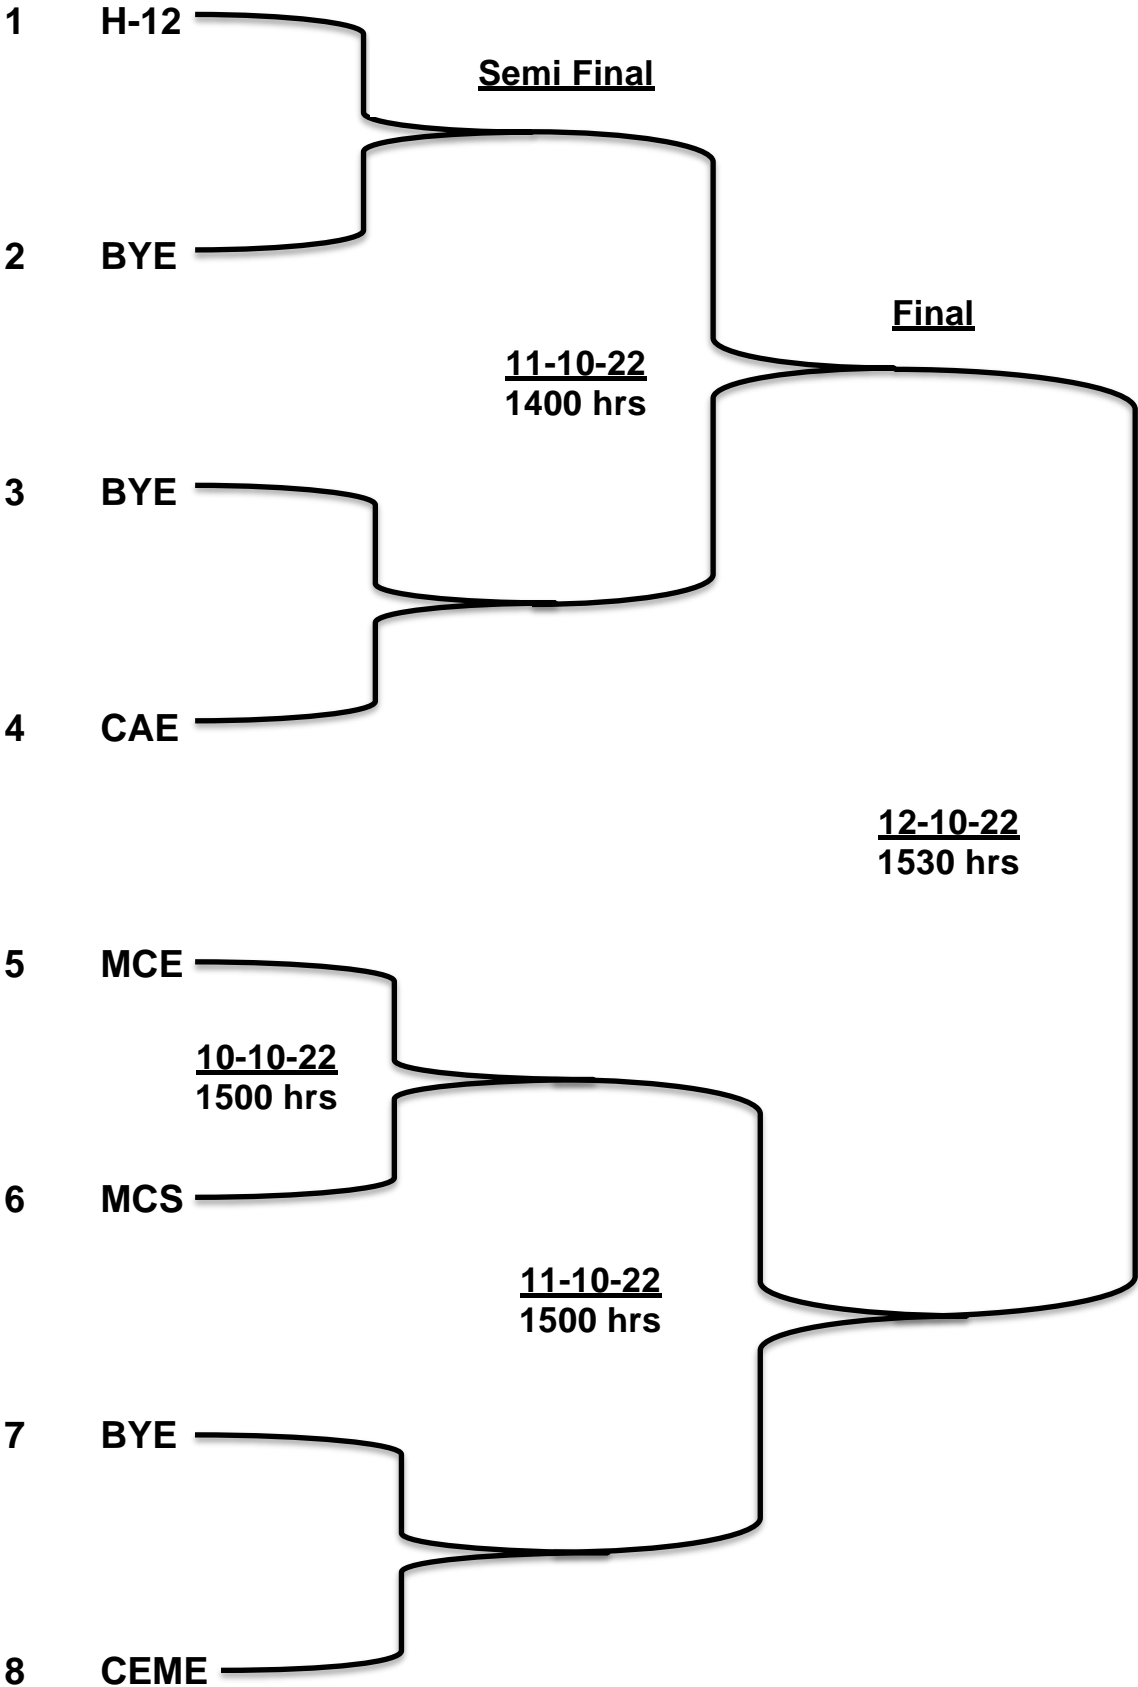 1 H-12
Semi Final
2 BYE
Final
11-10-22
1400 hrs
3 BYE
4 CAE
12-10-22
1530 hrs
5 MCE
10-10-22
1500 hrs
6 MCS
11-10-22
1500 hrs
7 BYE
8 CEME